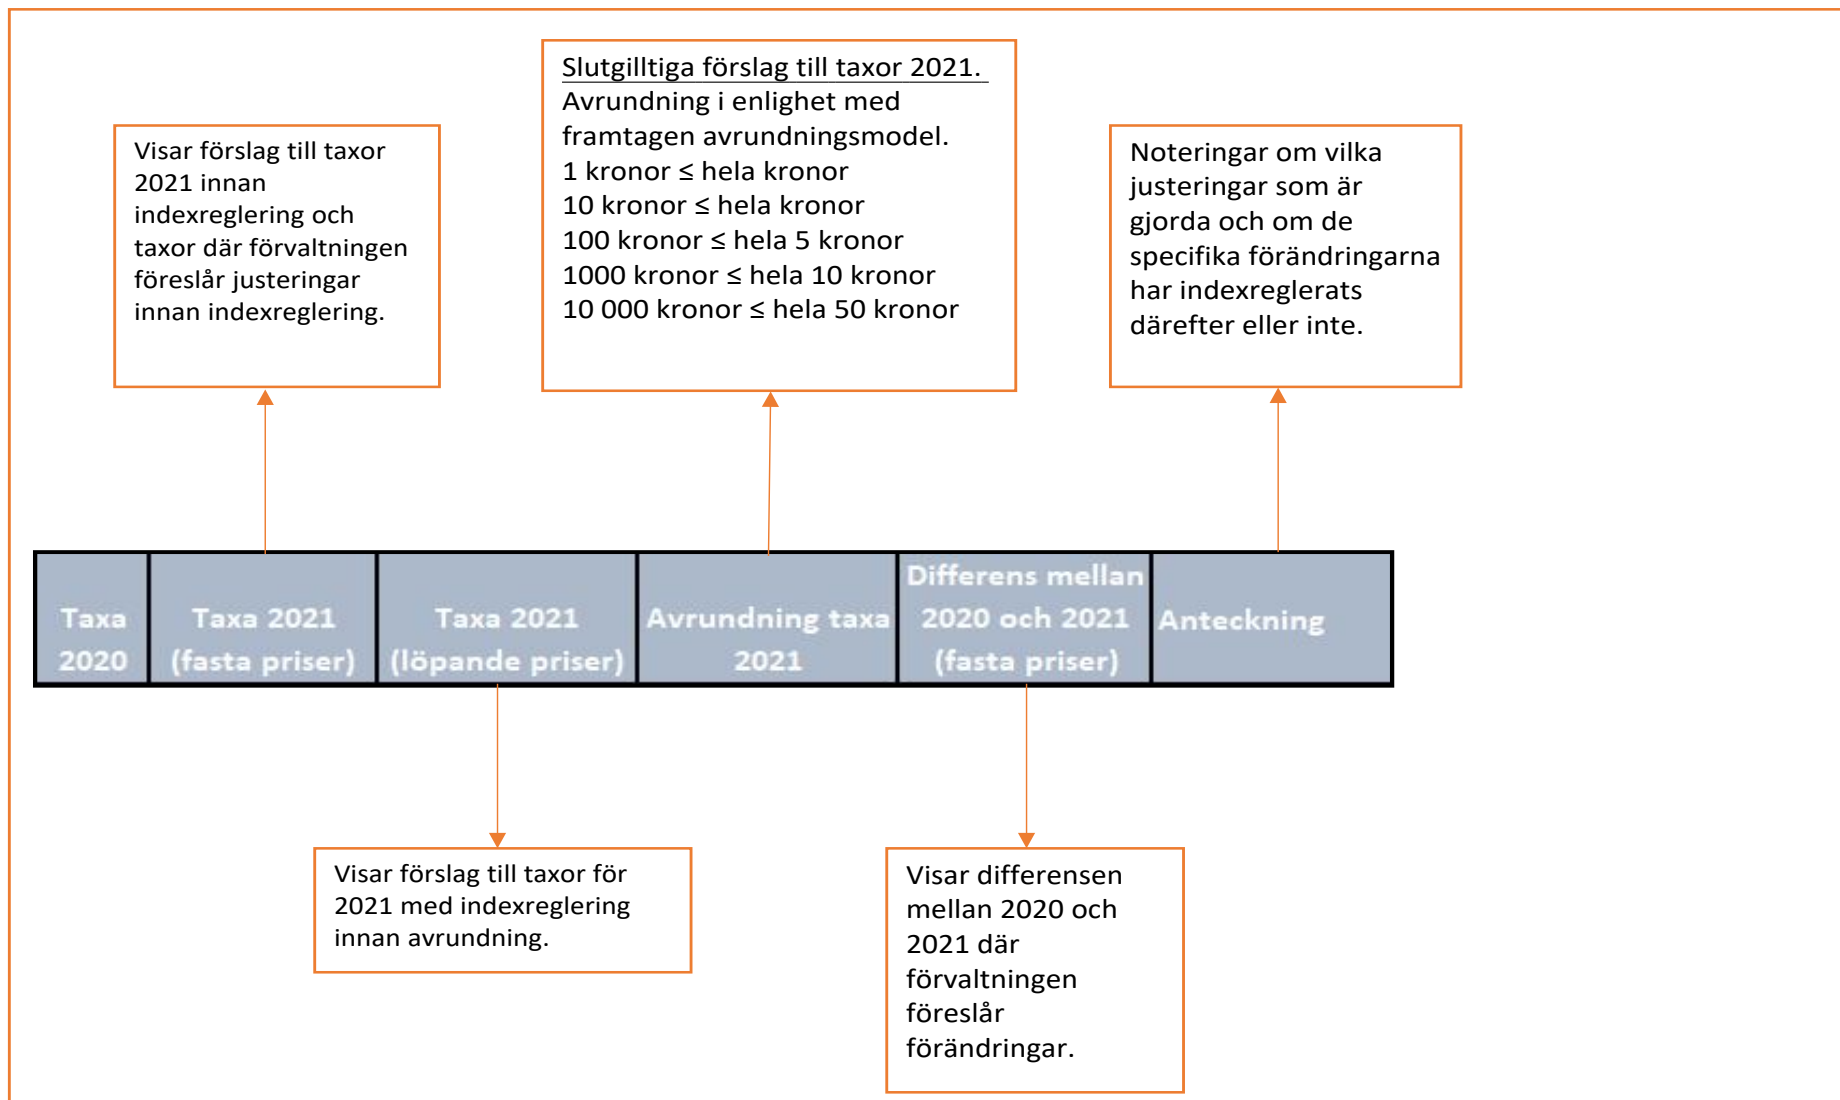 Slutgilltiga förslag till taxor 2021.
Avrundning i enlighet med
framtagen avrundningsmodel.
1 kronor ≤ hela kronor
10 kronor ≤ hela kronor
100 kronor ≤ hela 5 kronor
1000 kronor ≤ hela 10 kronor
10 000 kronor ≤ hela 50 kronor
Visar förslag till taxor
2021 innan
indexreglering och
taxor där förvaltningen
föreslår justeringar
innan indexreglering.
Noteringar om vilka
justeringar som är
gjorda och om de
specifika förändringarna
har indexreglerats
därefter eller inte.
Taxa
2020
Taxa 2021
(fasta priser)
Taxa 2021
(löpande priser)
Avrundning taxa
2021
Differens mellan
2020 och 2021
(fasta priser)
Anteckning
Visar förslag till taxor för
2021 med indexreglering
innan avrundning.
Visar differensen
mellan 2020 och
2021 där
förvaltningen
föreslår
förändringar.